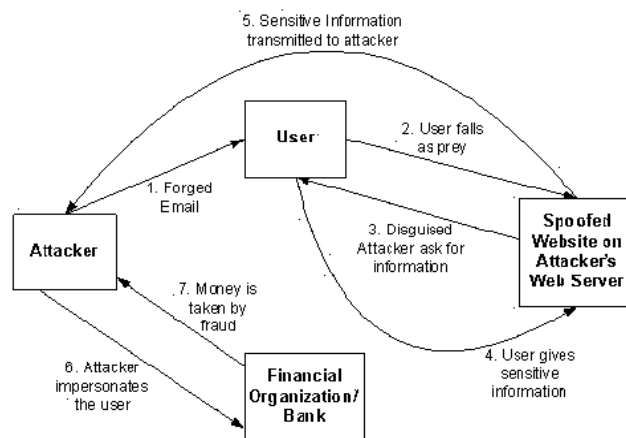 5. Sensitive Information
transmitted to attacker
User
2. User falls
as prey
1. Forged
Email
3. Disguised
Attacker ask for
information
Spoofed
Website on
Attacker's
Web Server
Attacker
7. Money is
taken by
fraud
6. Attacker
impersonates
the user
Financial
Organization/
Bank
4. User gives
sensitive
information